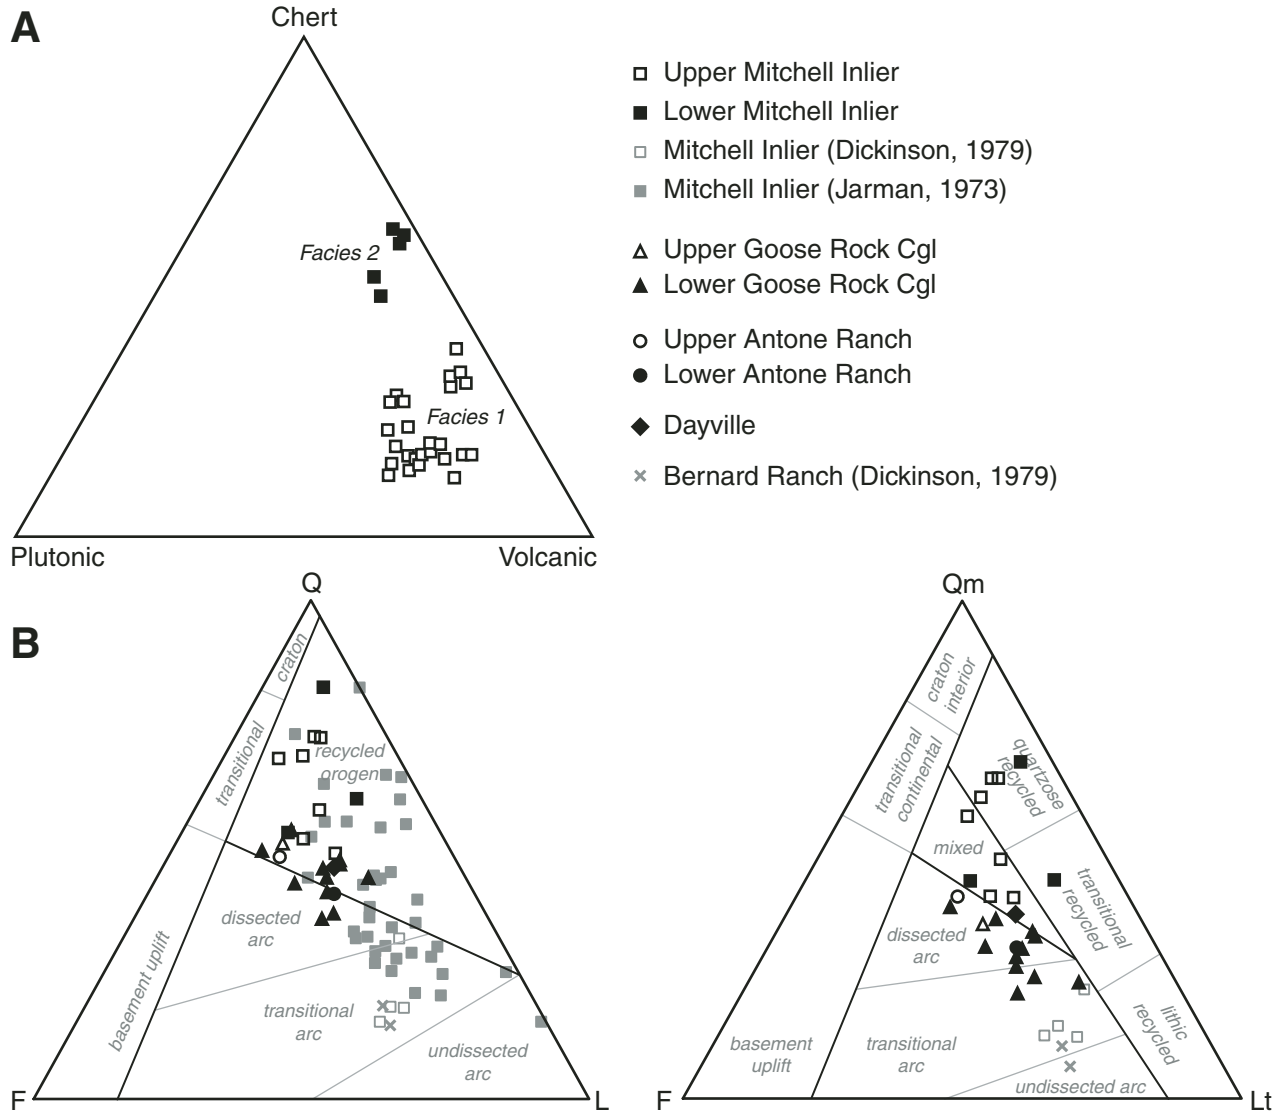 A
Chert
Facies 2
Facies 1
Plutonic
Volcanic
Upper Mitchell Inlier
Lower Mitchell Inlier
Mitchell Inlier (Dickinson, 1979)
Mitchell Inlier (Jarman, 1973)
Upper Goose Rock Cgl
Lower Goose Rock Cgl
Upper Antone Ranch
Lower Antone Ranch
Dayville
Bernard Ranch (Dickinson, 1979)
B
Q
craton
transitional
recycled
orogen
dissected
arc
basement uplift
transitional
arc
undissected
arc
F
L
Qm
craton
interior
transitional
continental
quartzose
recycled
mixed
transitional
recycled
dissected
arc
lithic
recycled
basement
uplift
transitional
arc
undissected arc
F
Lt